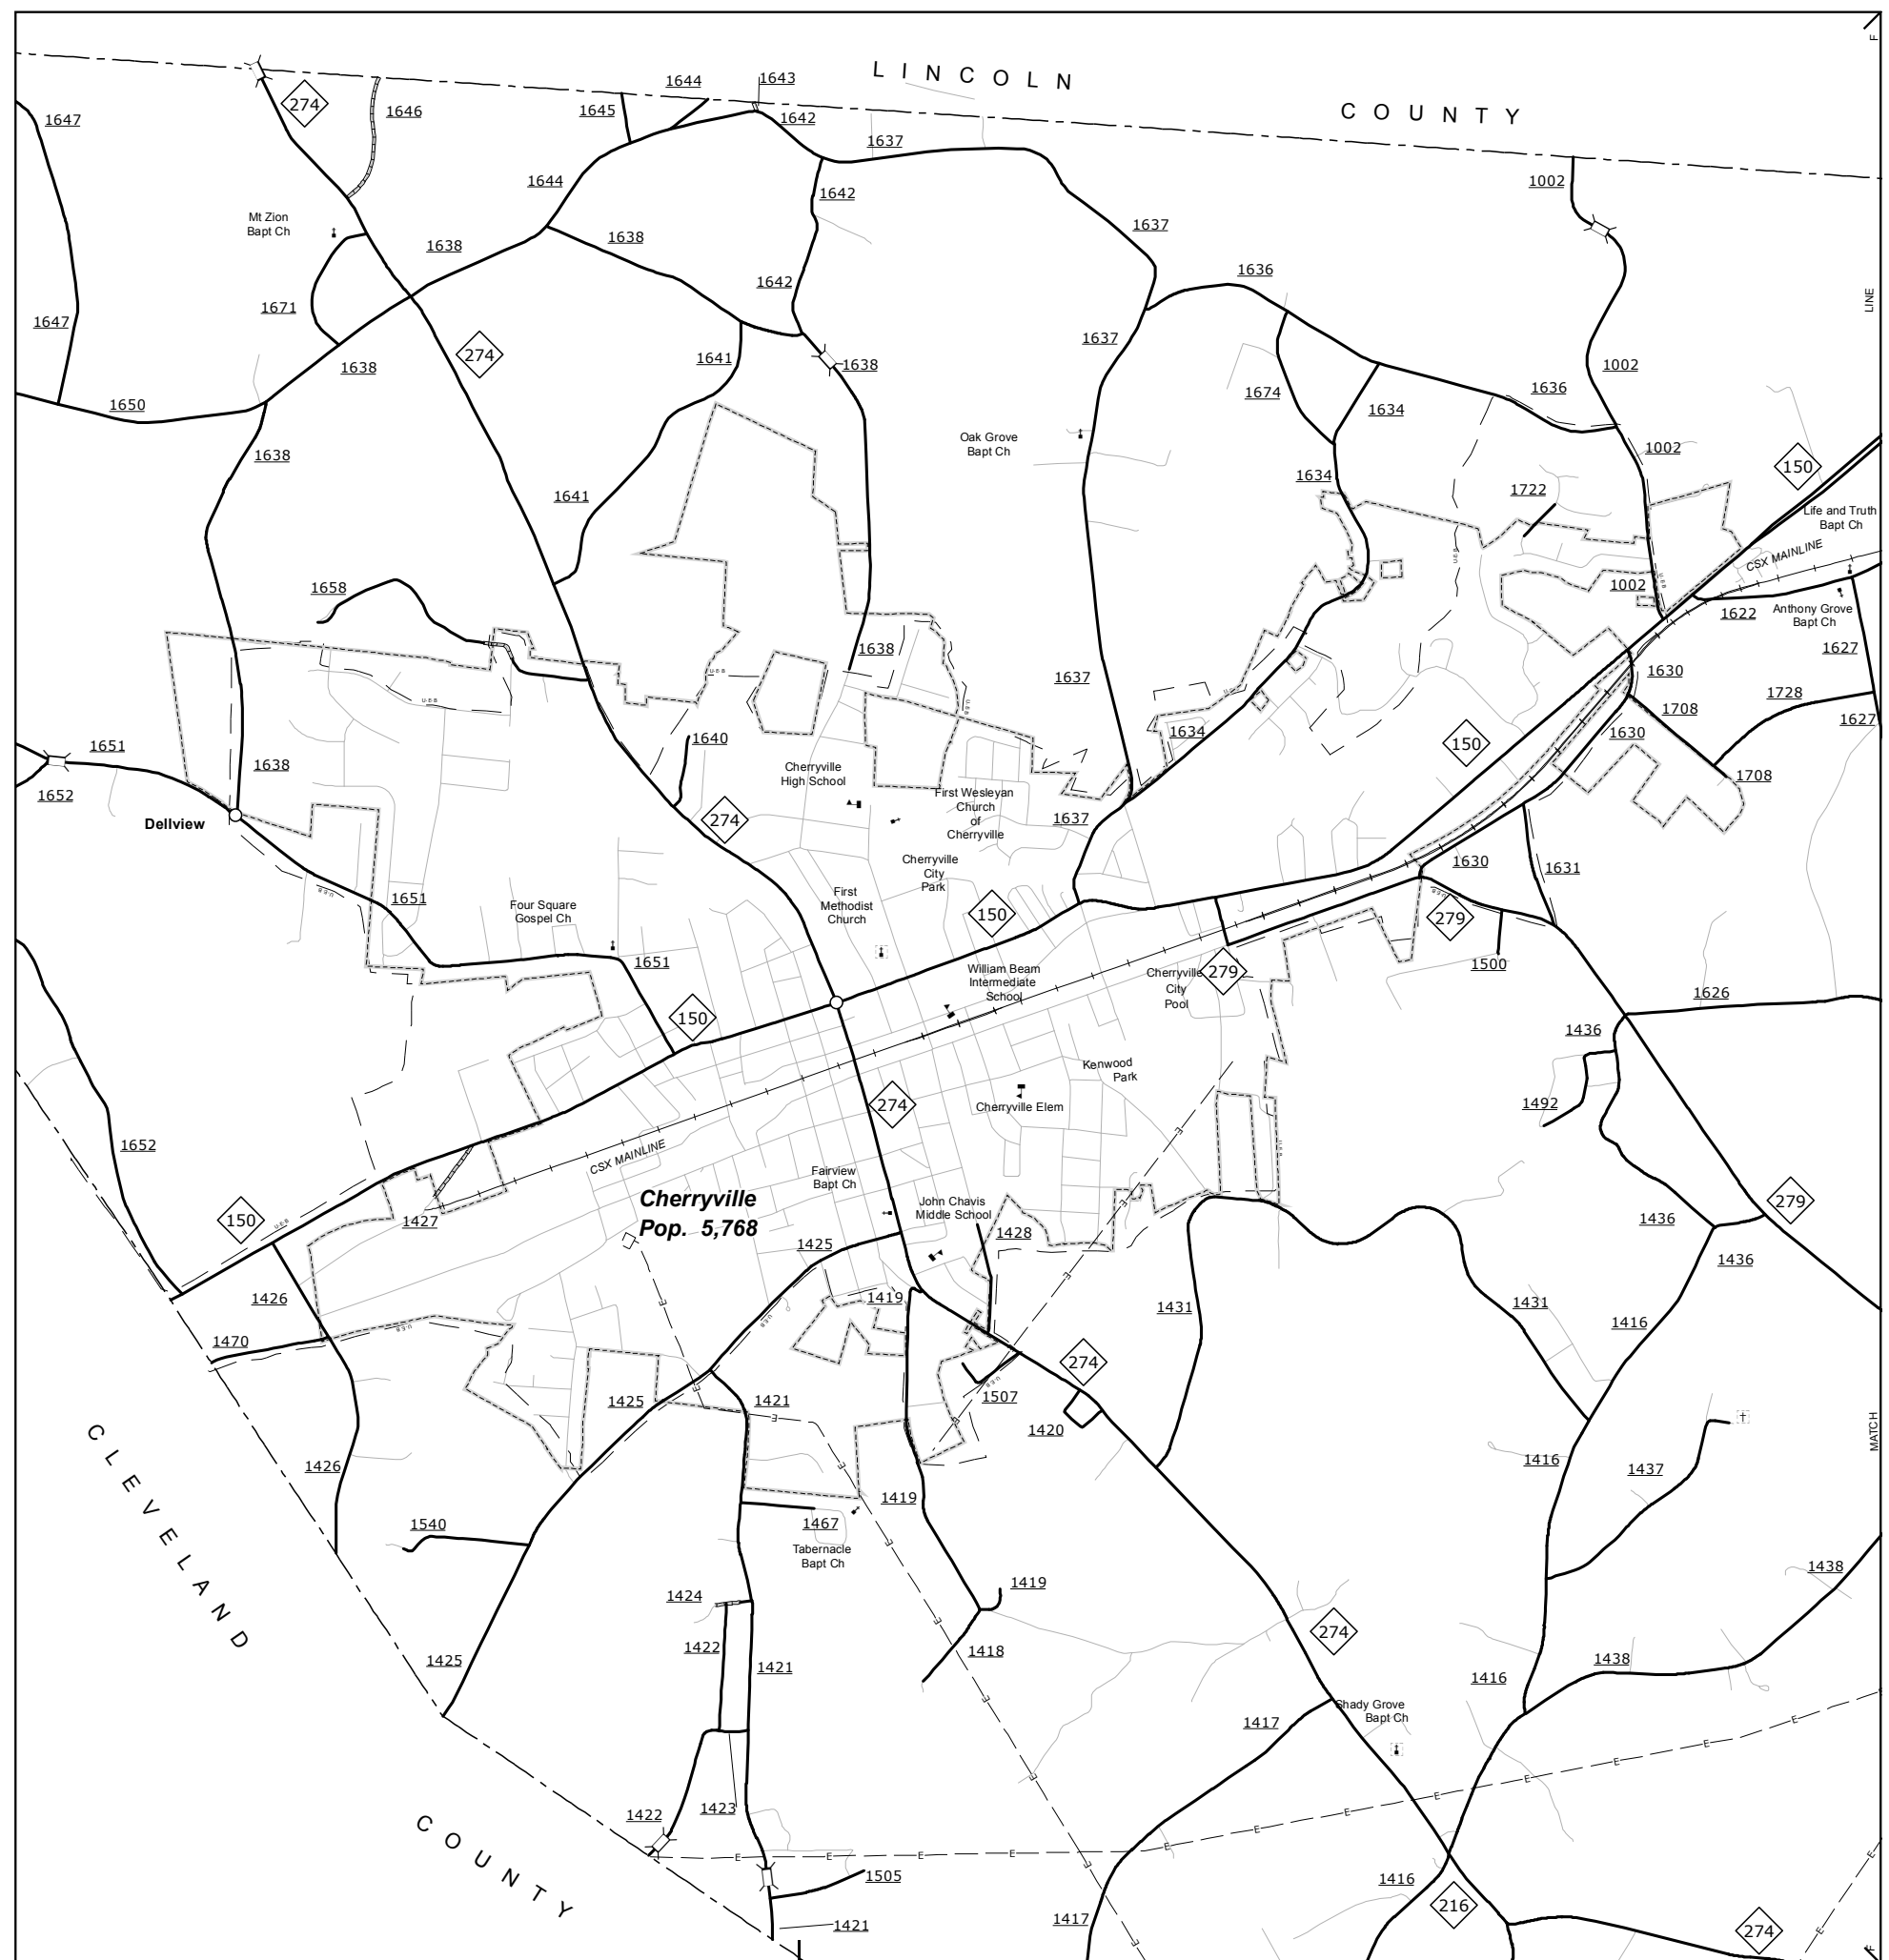 LINCOLN
COUNTY
F
274
1646
1644
1643
1645
1642
1647
1637
1644
1642
1002
Mt Zion
Bapt Ch
1638
1638
1637
1636
1642
1671
1647
LINE
274
1637
1641
1638
1638
1002
1636
1674
1634
1650
Oak Grove
Bapt Ch
1638
1002
150
1634
1641
1722
Life and Truth
Bapt Ch
CSX MAINLINE
1658
1002
1622
Anthony Grove
Bapt Ch
1638
1627
1637
1630
1728
1708
1627
1630
1634
150
1640
1651
1638
Cherryville
High School
1652
1708
First Wesleyan
Church
of
Cherryville
274
1637
Dellview
Cherryville
City
Park
1630
1631
First
Methodist
Church
1651
Four Square
Gospel Ch
150
279
1651
William Beam
Intermediate
School
Cherryville
City
Pool
279
1500
1626
150
1436
Kenwood
Park
274
Cherryville Elem
1492
1652
CSX MAINLINE
Fairview
Bapt Ch
Cherryville
Pop. 5,768
John Chavis
Middle School
279
150
1427
1436
1428
1425
1436
1426
1419
1431
1431
1416
1470
274
1507
1425
1421
1420
MATCH
CLEVELAND
1426
1416
1437
1419
1467
1540
Tabernacle
Bapt Ch
1438
1424
1419
274
1422
1418
1425
1421
1438
1416
Shady Grove
Bapt Ch
1417
1423
1422
COUNTY
1505
1416
216
1417
1421
274